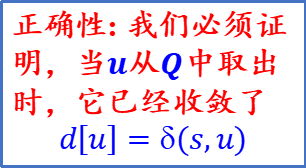 正确性: 我们必须证
明，当u从Q中取出
时，它已经收敛了
d[u] = δ(s,u)